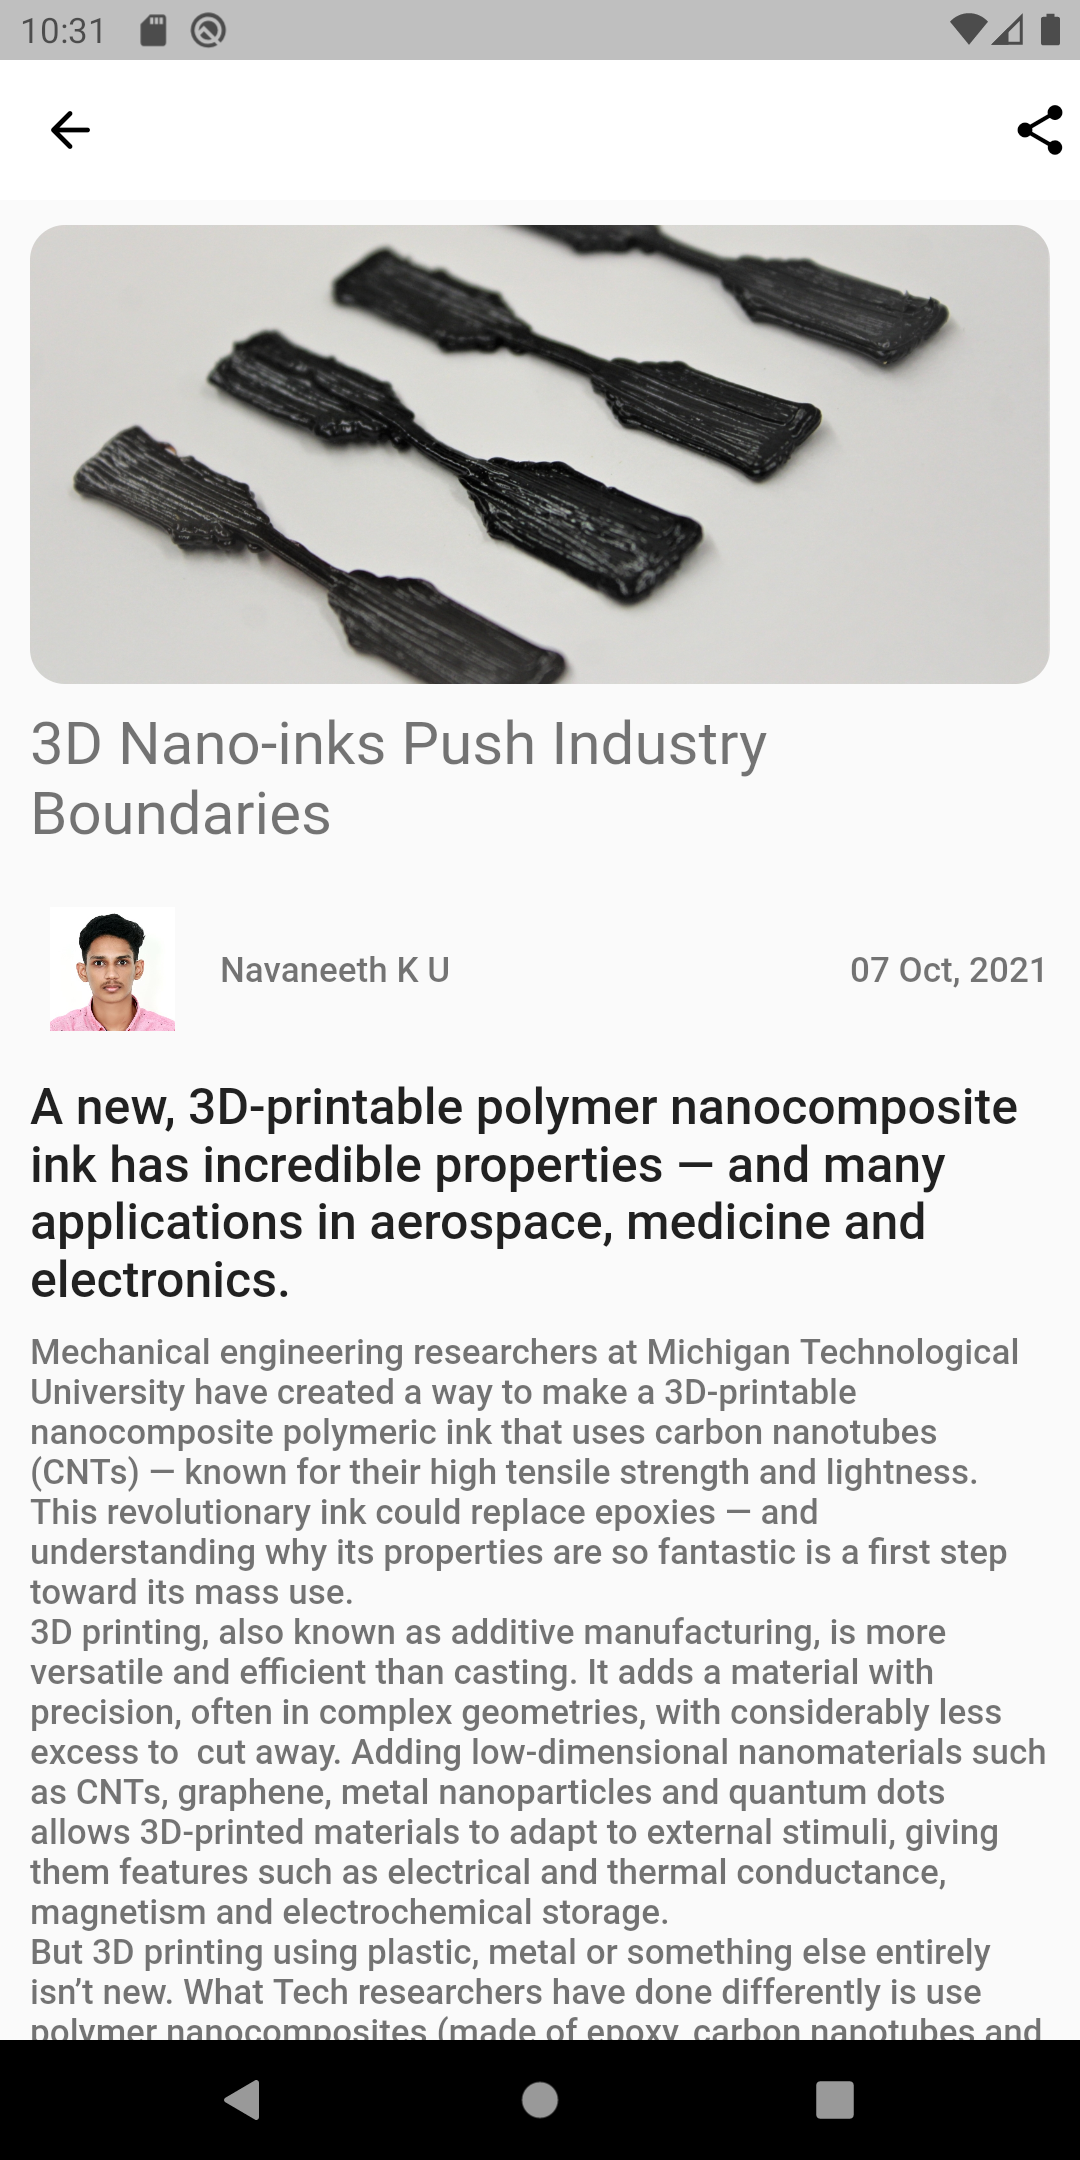 10:31
3D Nano-inks Push Industry
Boundaries
Navaneeth K U
07 Oct, 2021
A new, 3D-printable polymer nanocomposite
ink has incredible properties — and many
applications in aerospace, medicine and
electronics.
Mechanical engineering researchers at Michigan Technological
University have created a way to make a 3D-printable
nanocomposite polymeric ink that uses carbon nanotubes
(CNTs) — known for their high tensile strength and lightness.
This revolutionary ink could replace epoxies — and
understanding why its properties are so fantastic is a first step
toward its mass use.
3D printing, also known as additive manufacturing, is more
versatile and efficient than casting. It adds a material with
precision, often in complex geometries, with considerably less
excess to  cut away. Adding low-dimensional nanomaterials such
as CNTs, graphene, metal nanoparticles and quantum dots
allows 3D-printed materials to adapt to external stimuli, giving
them features such as electrical and thermal conductance,
magnetism and electrochemical storage.
But 3D printing using plastic, metal or something else entirely
isn’t new. What Tech researchers have done differently is use
polymer nanocomposites (made of epoxy, carbon nanotubes and